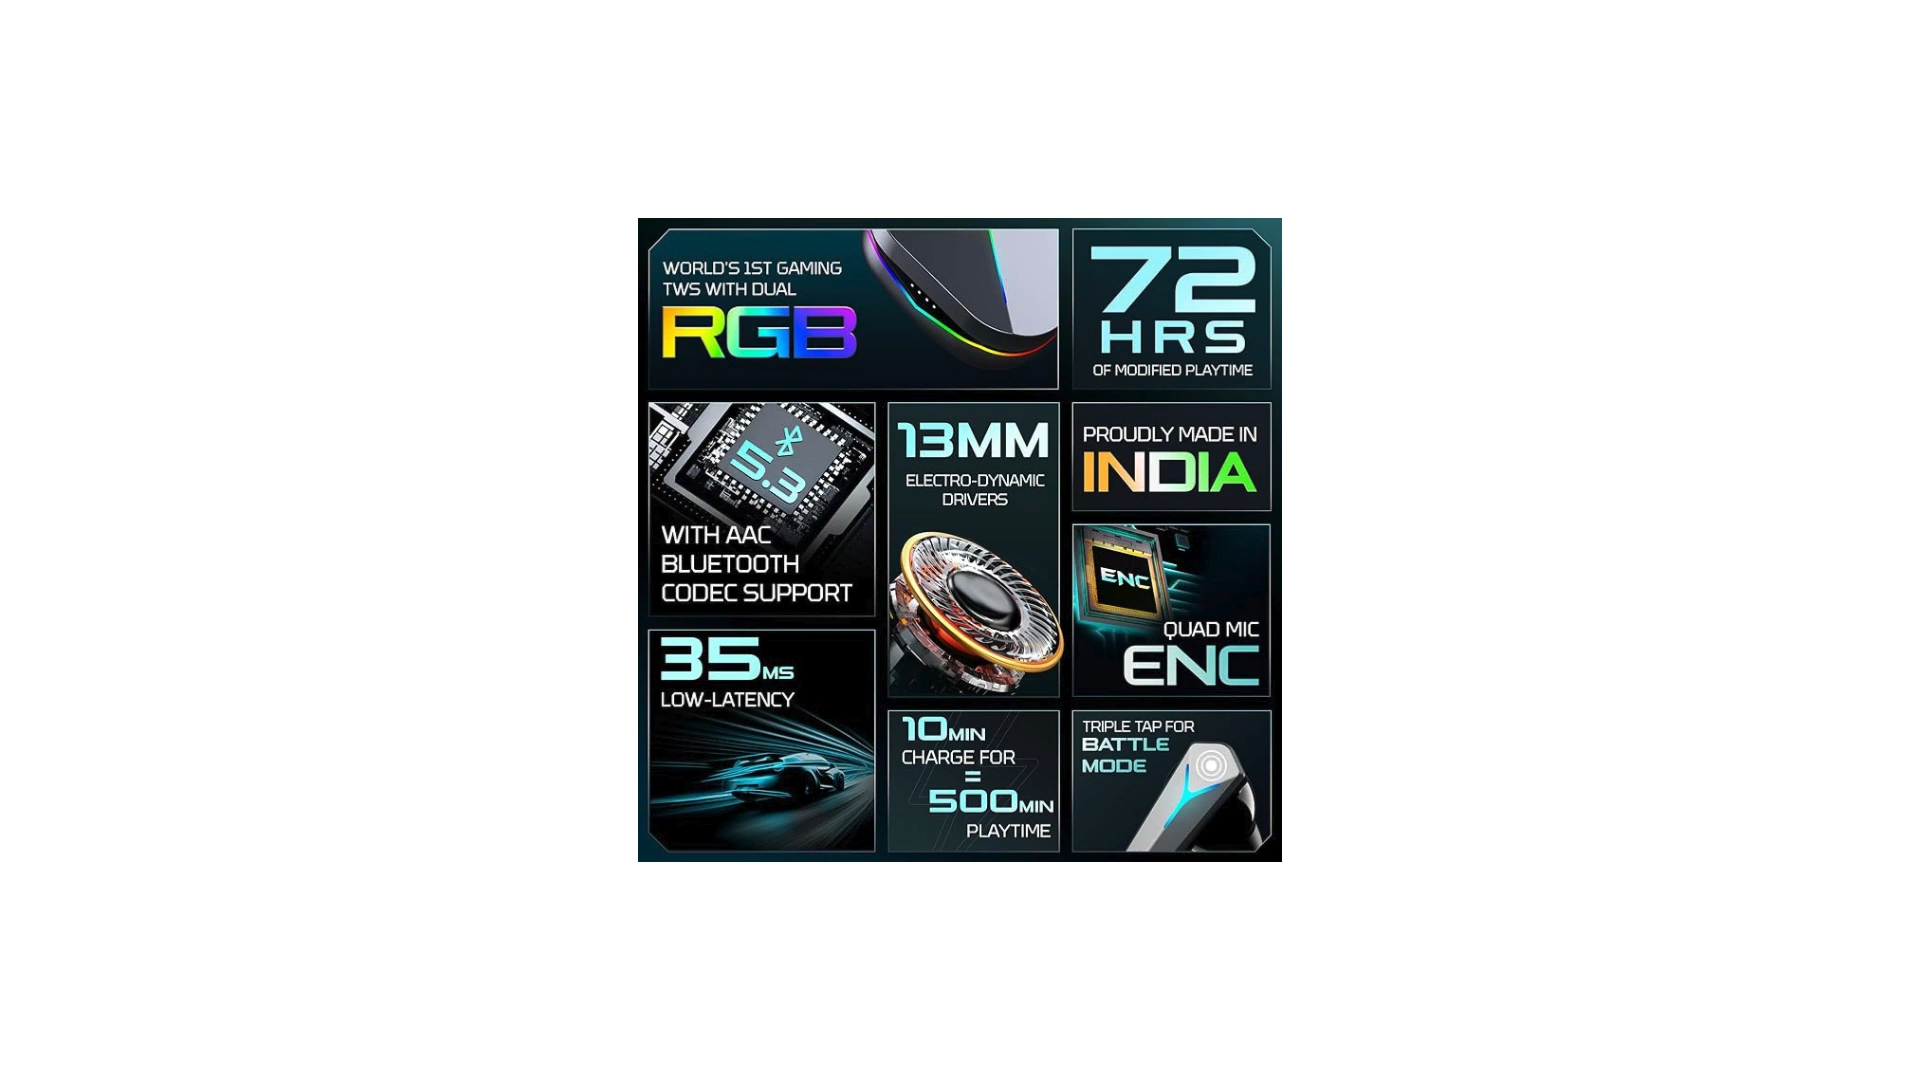 WORLD'S 1ST GAMING
TWS WITH DUAL
RGB
72
HRS
OF MODIFIED PLAYTIME
5.3
WITH AAC
BLUETOOTH
CODEC SUPPORT
13MM
ELECTRO-DYNAMIC
DRIVERS
PROUDLY MADE IN
INDIA
ENC
QUAD MIC
ENC
35MS
LOW-LATENCY
10MIN
CHARGE FOR
=
500MIN
PLAYTIME
TRIPLE TAP FOR
BATTLE
MODE